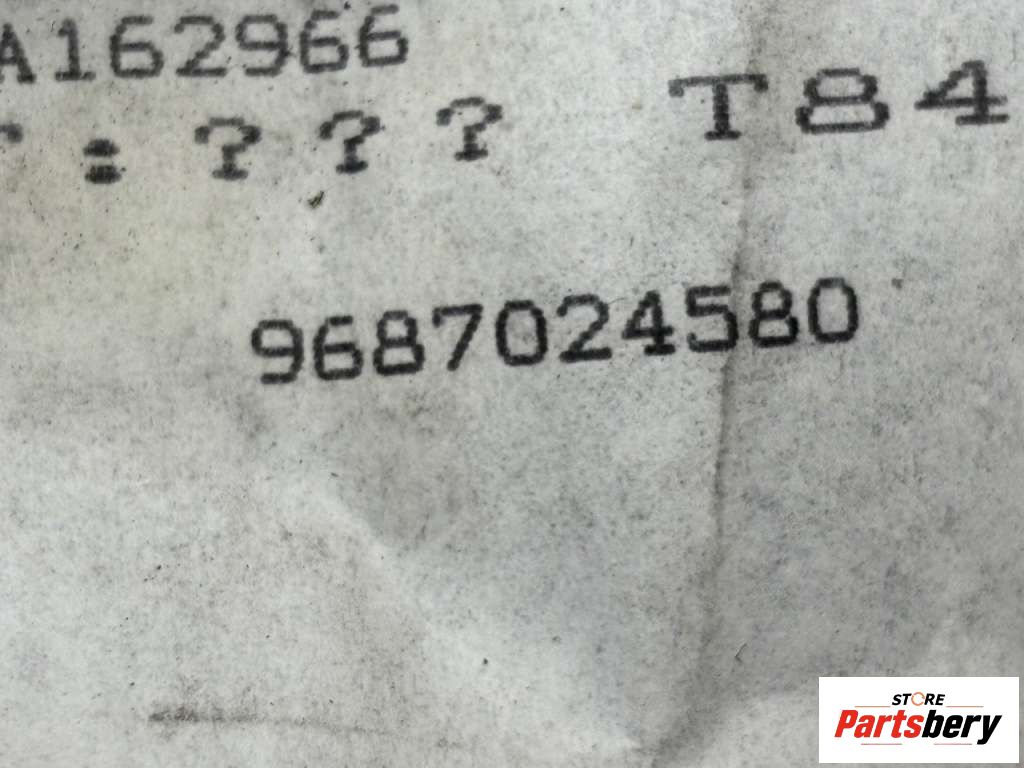 A162966
: ? ? ? T84
9687024580
STORE
Partsbery